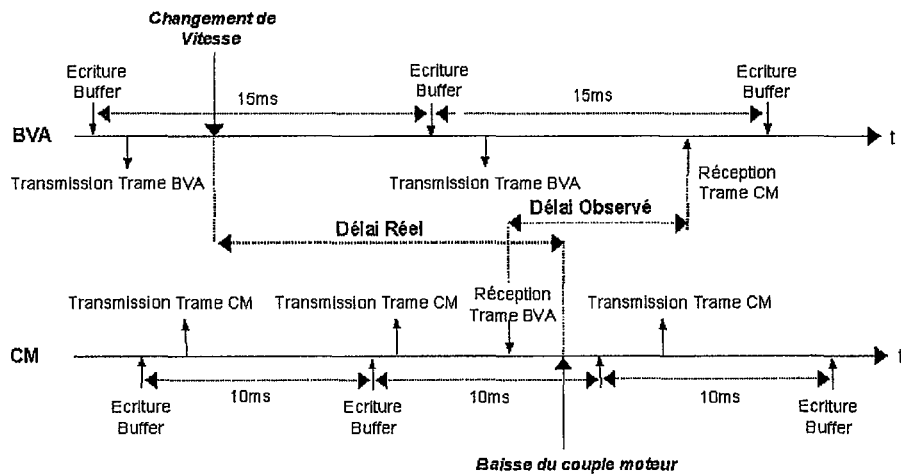 Changement de
Vitesse
Ecriture
Buffer
Ecriture
Buffer
Ecriture
Buffer
15ms
15ms
BVA
t
Transmission Trame BVA
Transmission Trame BVA
Réception
Trame CM
Délai Observé
Délai Réel
Transmission Trame CM
Transmission Trame CM
Réception
Trame BVA
Transmission Trame CM
CM
t
10ms
10ms
10ms
Ecriture
Buffer
Ecriture
Buffer
Ecriture
Buffer
Baisse du couple moteur